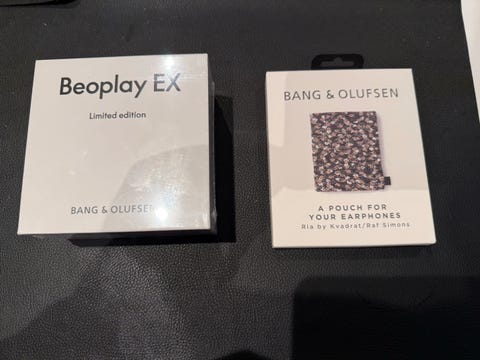 Beoplay EX
Limited edition
BANG & OLUFSEN
BANG & OLUFSEN
A POUCH FOR
YOUR EARPHONES
Ria by Kvadrat/Raf Simons